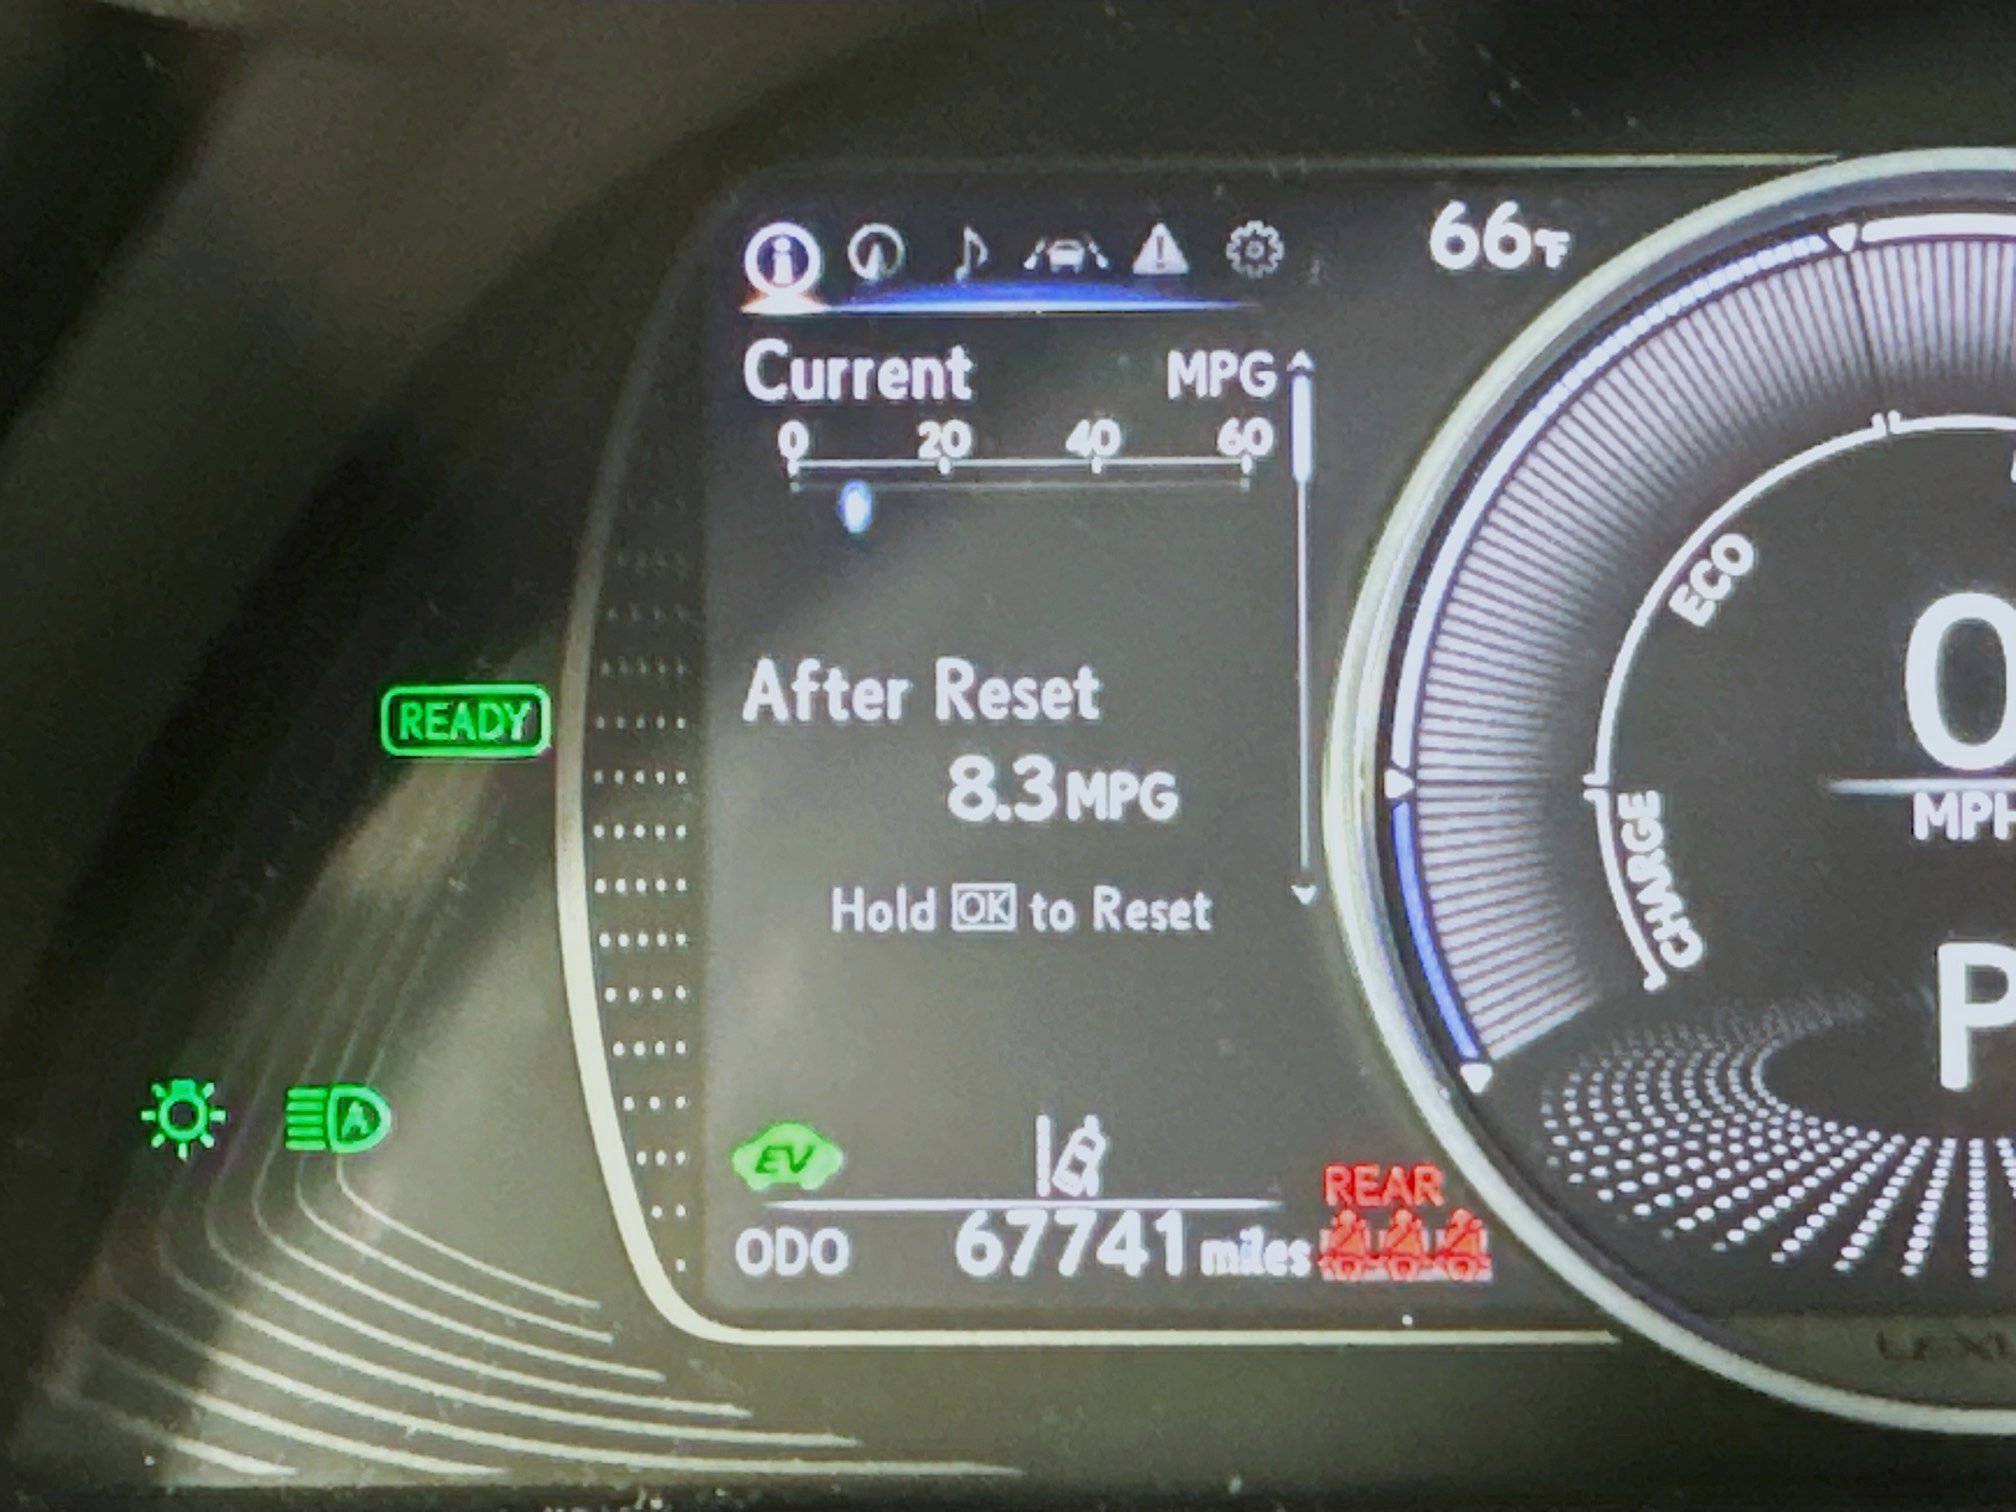 66°F
Current MPG
0 20 40 60
ECO
After Reset
READY
8.3 MPG
0
MPH
CHARGE
Hold OK to Reset
P
A
EV
REAR
ODO 67741 miles